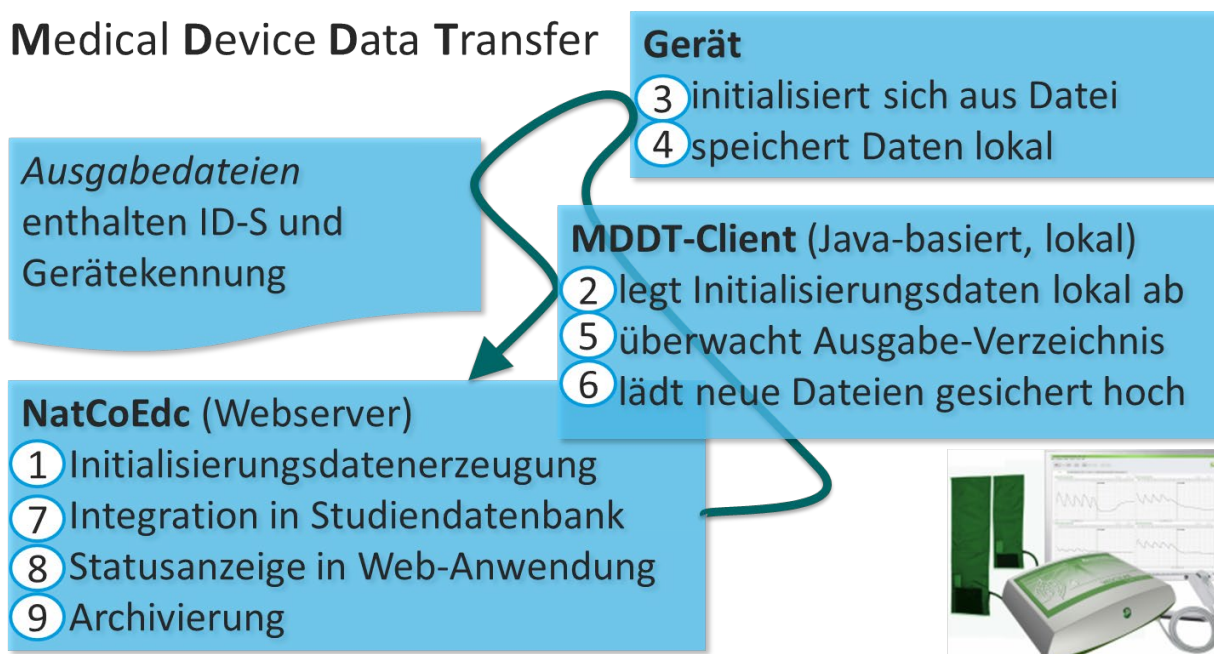 Medical Device Data Transfer
Gerät
3 initialisiert sich aus Datei
4 speichert Daten lokal
Ausgabedateien
enthalten ID-S und
Gerätekennung
MDDT-Client (Java-basiert, lokal)
2 legt Initialisierungsdaten lokal ab
5 überwacht Ausgabe-Verzeichnis
6 lädt neue Dateien gesichert hoch
NatCoEdc (Webserver)
1 Initialisierungsdatenerzeugung
7 Integration in Studiendatenbank
8 Statusanzeige in Web-Anwendung
9 Archivierung